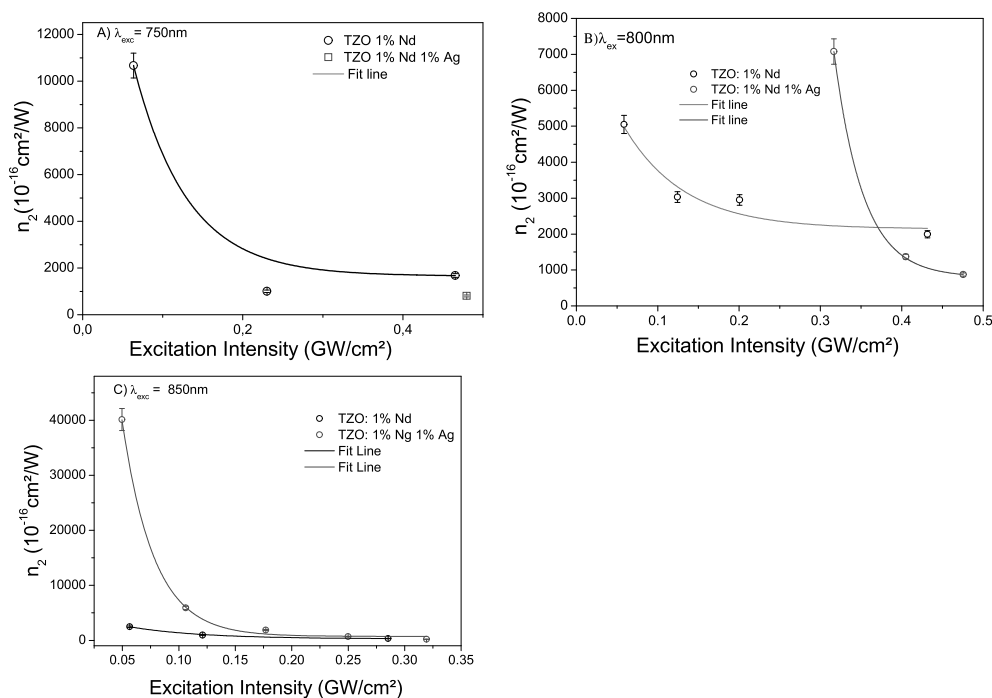 A) λexc = 750nm
TZO 1% Nd
TZO 1% Nd 1% Ag
Fit line
12000
10000
8000
6000
4000
2000
0
n2(10-16cm²/W)
0,0
0,2
0,4
Excitation Intensity (GW/cm²)
B)λex=800nm
TZO: 1% Nd
TZO: 1% Nd 1% Ag
Fit line
Fit line
8000
7000
6000
5000
4000
3000
2000
1000
0
n2 (10-16cm²/W)
0.0
0.1
0.2
0.3
0.4
0.5
Excitation Intensity (GW/cm²)
C) λexc = 850nm
TZO: 1% Nd
TZO: 1% Ng 1% Ag
Fit Line
Fit Line
40000
30000
20000
10000
0
n2 (10-16cm²/W)
0.05
0.10
0.15
0.20
0.25
0.30
0.35
Excitation Intensity (GW/cm²)